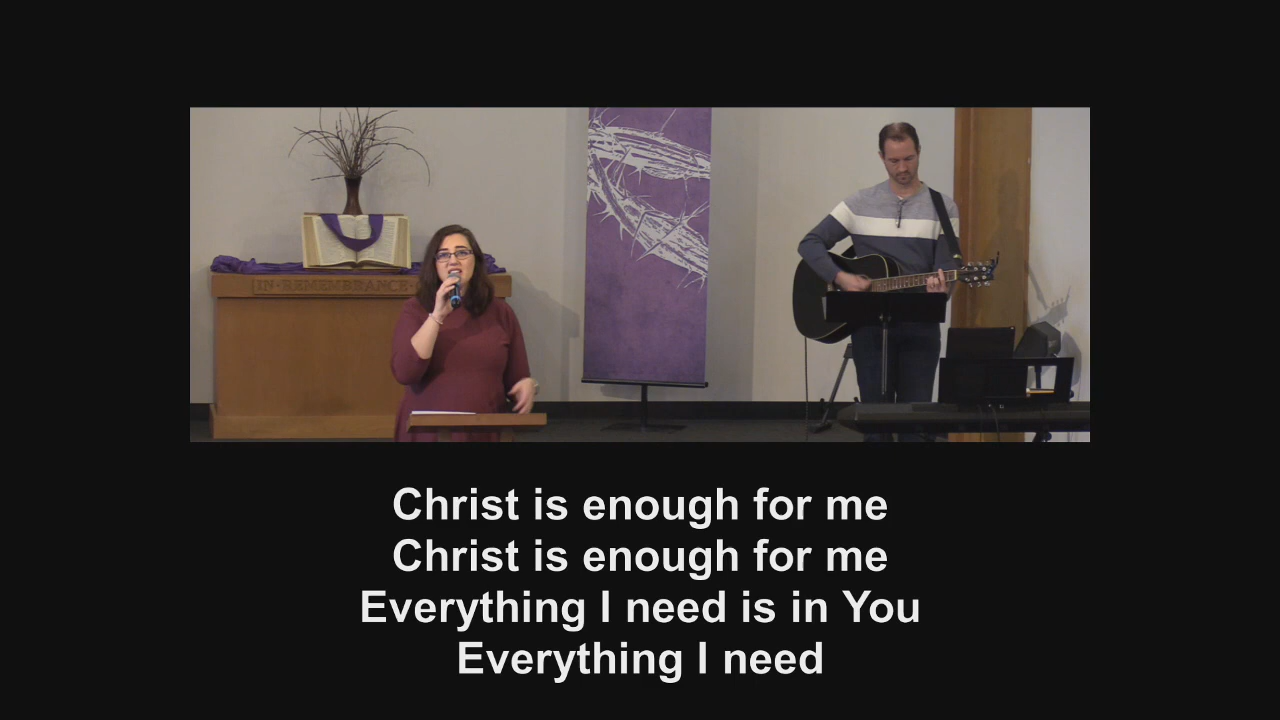 IN REMEMBRANCE
Christ is enough for me
Christ is enough for me
Everything I need is in You
Everything I need